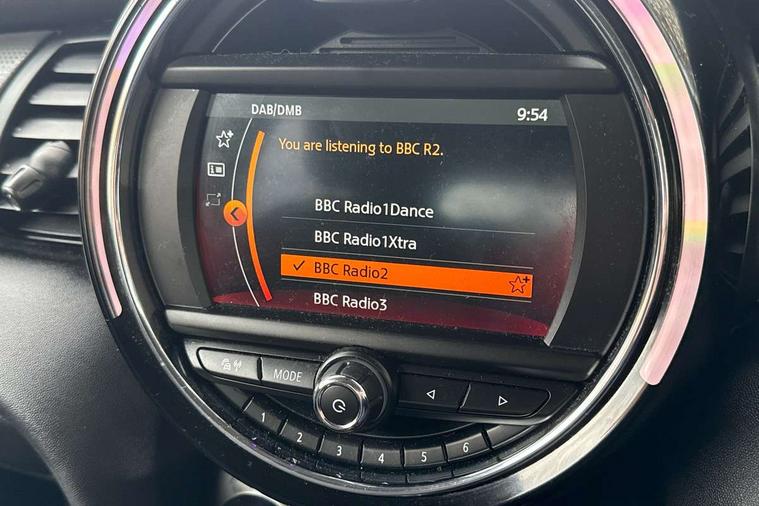 DAB/DMB 9:54
You are listening to BBC R2.
BBC Radio1Dance
BBC Radio1Xtra
BBC Radio2
BBC Radio3
MODE
1 2 3 4 5 6